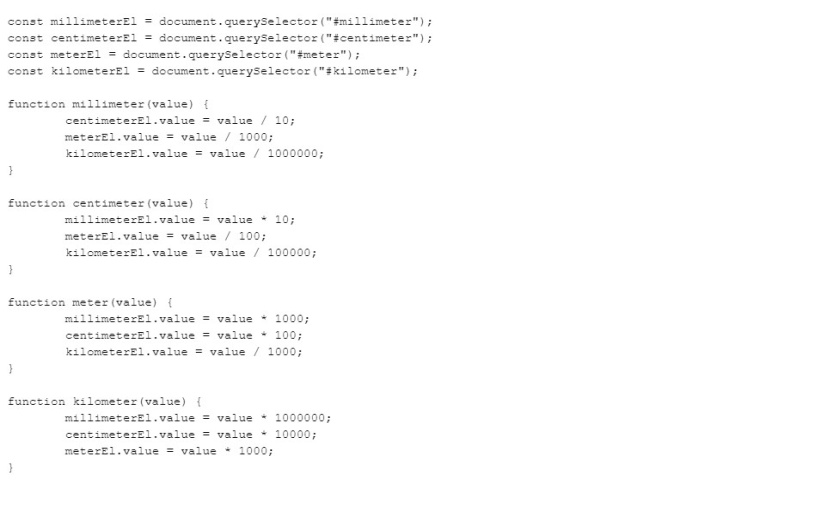 const millimeterEl = document.querySelector("#millimeter");
const centimeterEl = document.querySelector("#centimeter");
const meterEl = document.querySelector("#meter");
const kilometerEl = document.querySelector("#kilometer");

function millimeter(value) {
	centimeterEl.value = value / 10;
	meterEl.value = value / 1000;
	kilometerEl.value = value / 1000000;
}

function centimeter(value) {
	millimeterEl.value = value * 10;
	meterEl.value = value / 100;
	kilometerEl.value = value / 100000;
}

function meter(value) {
	millimeterEl.value = value * 1000;
	centimeterEl.value = value * 100;
	kilometerEl.value = value / 1000;
}

function kilometer(value) {
	millimeterEl.value = value * 1000000;
	centimeterEl.value = value * 10000;
	meterEl.value = value * 1000;
}